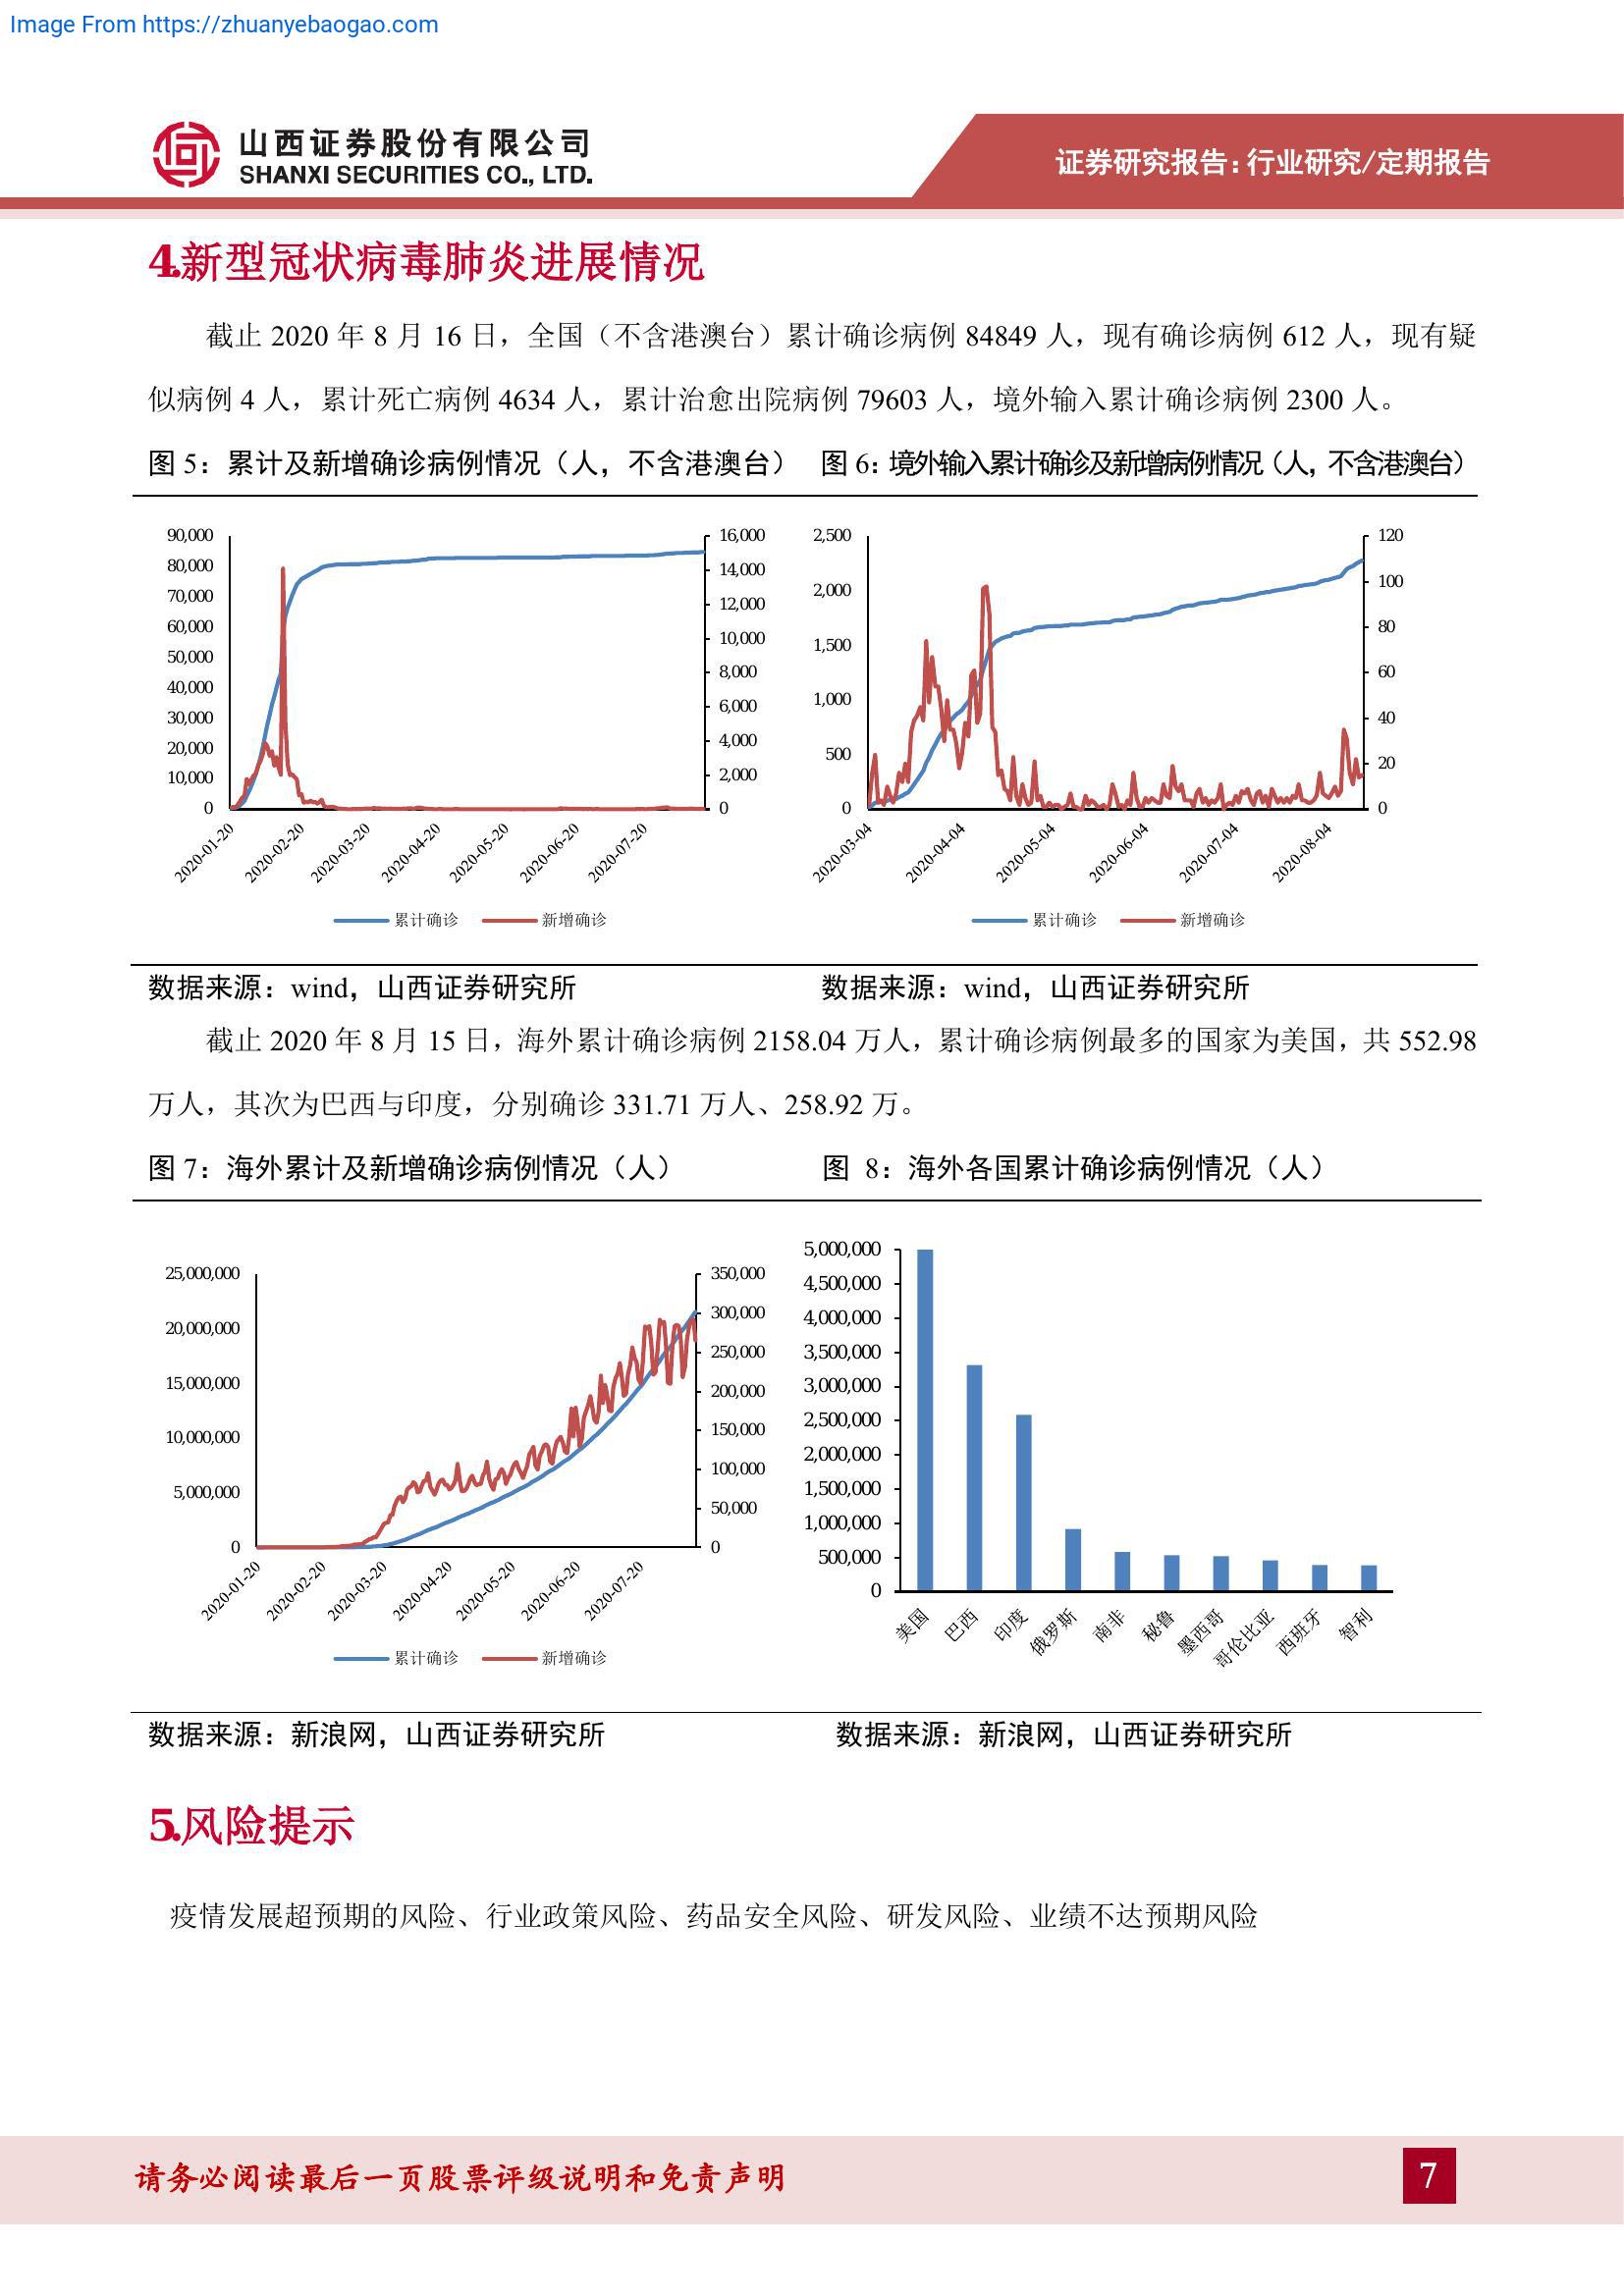 Image From https://zhuanyebaogao.com
山西证券股份有限公司
SHANXI SECURITIES CO., LTD.
证券研究报告：行业研究/定期报告
4.新型冠状病毒肺炎进展情况
截止 2020 年 8 月 16 日，全国（不含港澳台）累计确诊病例 84849 人，现有确诊病例 612 人，现有疑
似病例 4 人，累计死亡病例 4634 人，累计治愈出院病例 79603 人，境外输入累计确诊病例 2300 人。
图 5：累计及新增确诊病例情况（人，不含港澳台）
90,000
80,000
70,000
60,000
50,000
40,000
30,000
20,000
10,000
0
16,000
14,000
12,000
10,000
8,000
6,000
4,000
2,000
0
2020-01-20
2020-02-20
2020-03-20
2020-04-20
2020-05-20
2020-06-20
2020-07-20
累计确诊 新增确诊
图 6：境外输入累计确诊及新增病例情况（人，不含港澳台）
2,500
2,000
1,500
1,000
500
0
120
100
80
60
40
20
0
2020-03-04
2020-04-04
2020-05-04
2020-06-04
2020-07-04
2020-08-04
累计确诊 新增确诊
数据来源：wind，山西证券研究所
数据来源：wind，山西证券研究所
截止 2020 年 8 月 15 日，海外累计确诊病例 2158.04 万人，累计确诊病例最多的国家为美国，共 552.98
万人，其次为巴西与印度，分别确诊 331.71 万人、258.92 万。
图 7：海外累计及新增确诊病例情况（人）
25,000,000
20,000,000
15,000,000
10,000,000
5,000,000
0
350,000
300,000
250,000
200,000
150,000
100,000
50,000
0
2020-01-20
2020-02-20
2020-03-20
2020-04-20
2020-05-20
2020-06-20
2020-07-20
累计确诊 新增确诊
图 8：海外各国累计确诊病例情况（人）
5,000,000
4,500,000
4,000,000
3,500,000
3,000,000
2,500,000
2,000,000
1,500,000
1,000,000
500,000
0
美国
巴西
印度
俄罗斯
南非
秘鲁
墨西哥
哥伦比亚
西班牙
智利
数据来源：新浪网，山西证券研究所
数据来源：新浪网，山西证券研究所
5.风险提示
疫情发展超预期的风险、行业政策风险、药品安全风险、研发风险、业绩不达预期风险
请务必阅读最后一页股票评级说明和免责声明
7